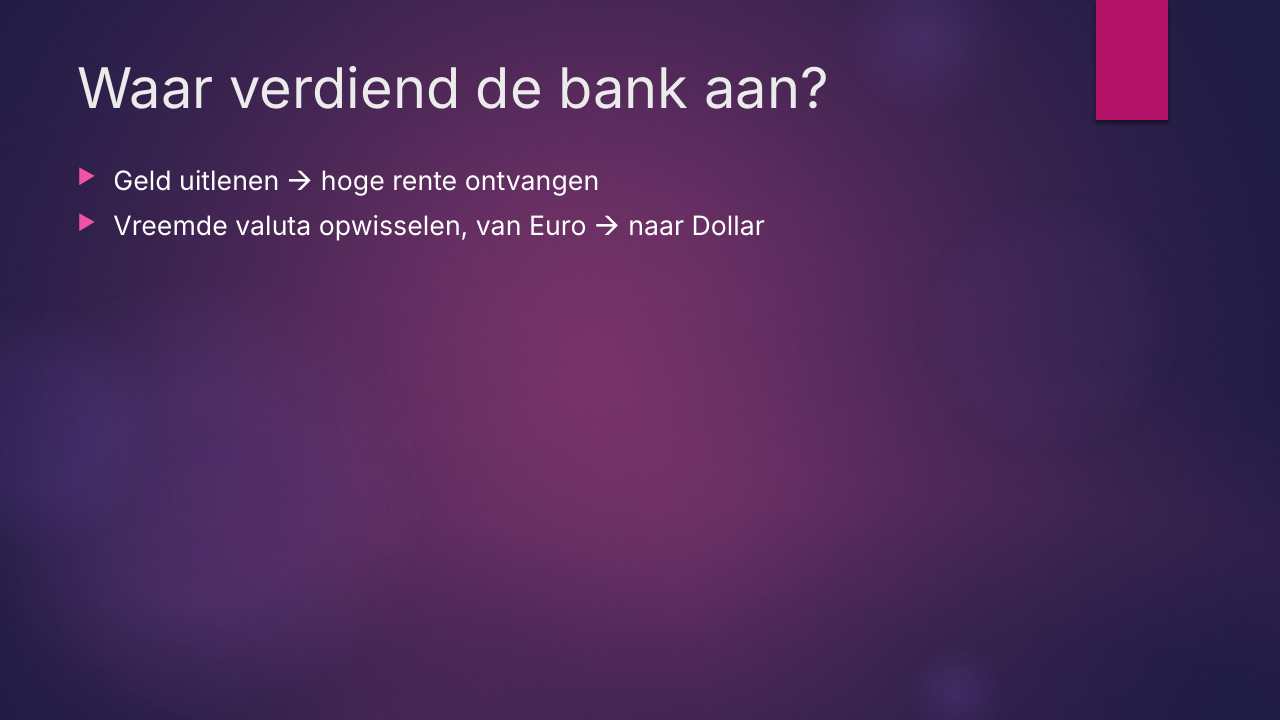 Waar verdiend de bank aan?
Geld uitlenen → hoge rente ontvangen
Vreemde valuta opwisselen, van Euro → naar Dollar